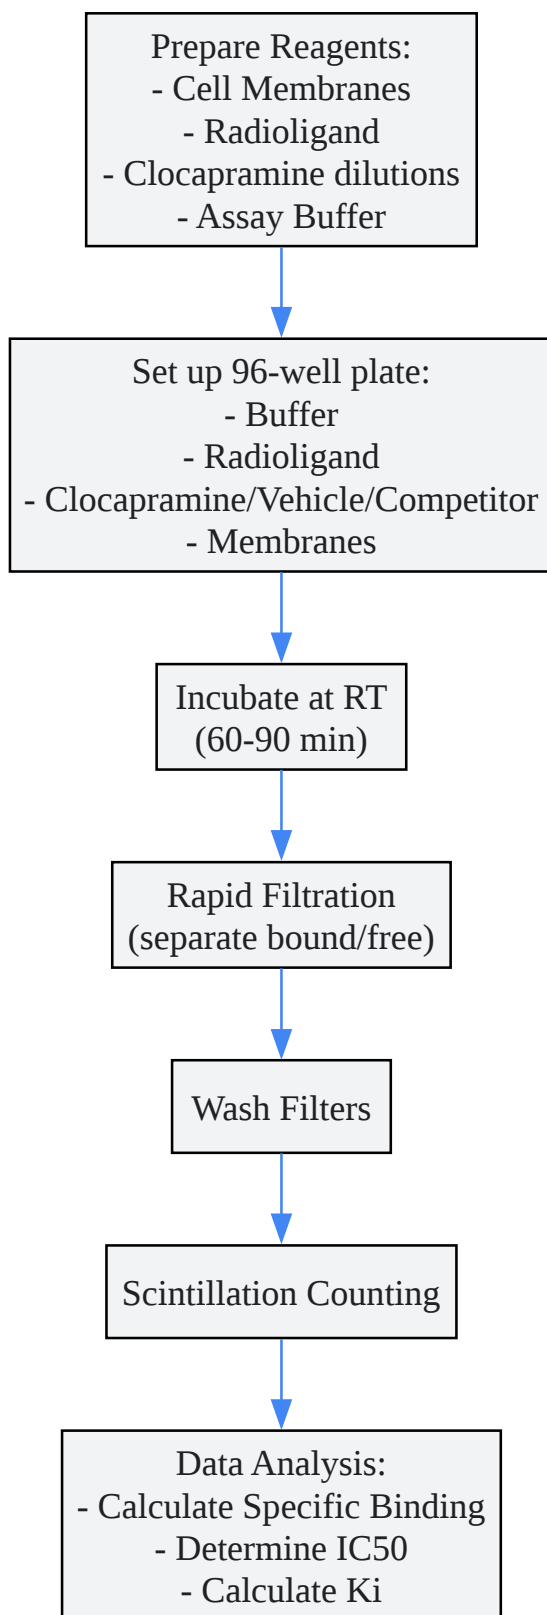 Prepare Reagents:
- Cell Membranes
- Radioligand
- Clocapramine dilutions
- Assay Buffer
Set up 96-well plate:
- Buffer
- Radioligand
- Clocapramine/Vehicle/Competitor
- Membranes
Incubate at RT
(60-90 min)
Rapid Filtration
(separate bound/free)
Wash Filters
Scintillation Counting
Data Analysis:
- Calculate Specific Binding
- Determine IC50
- Calculate Ki